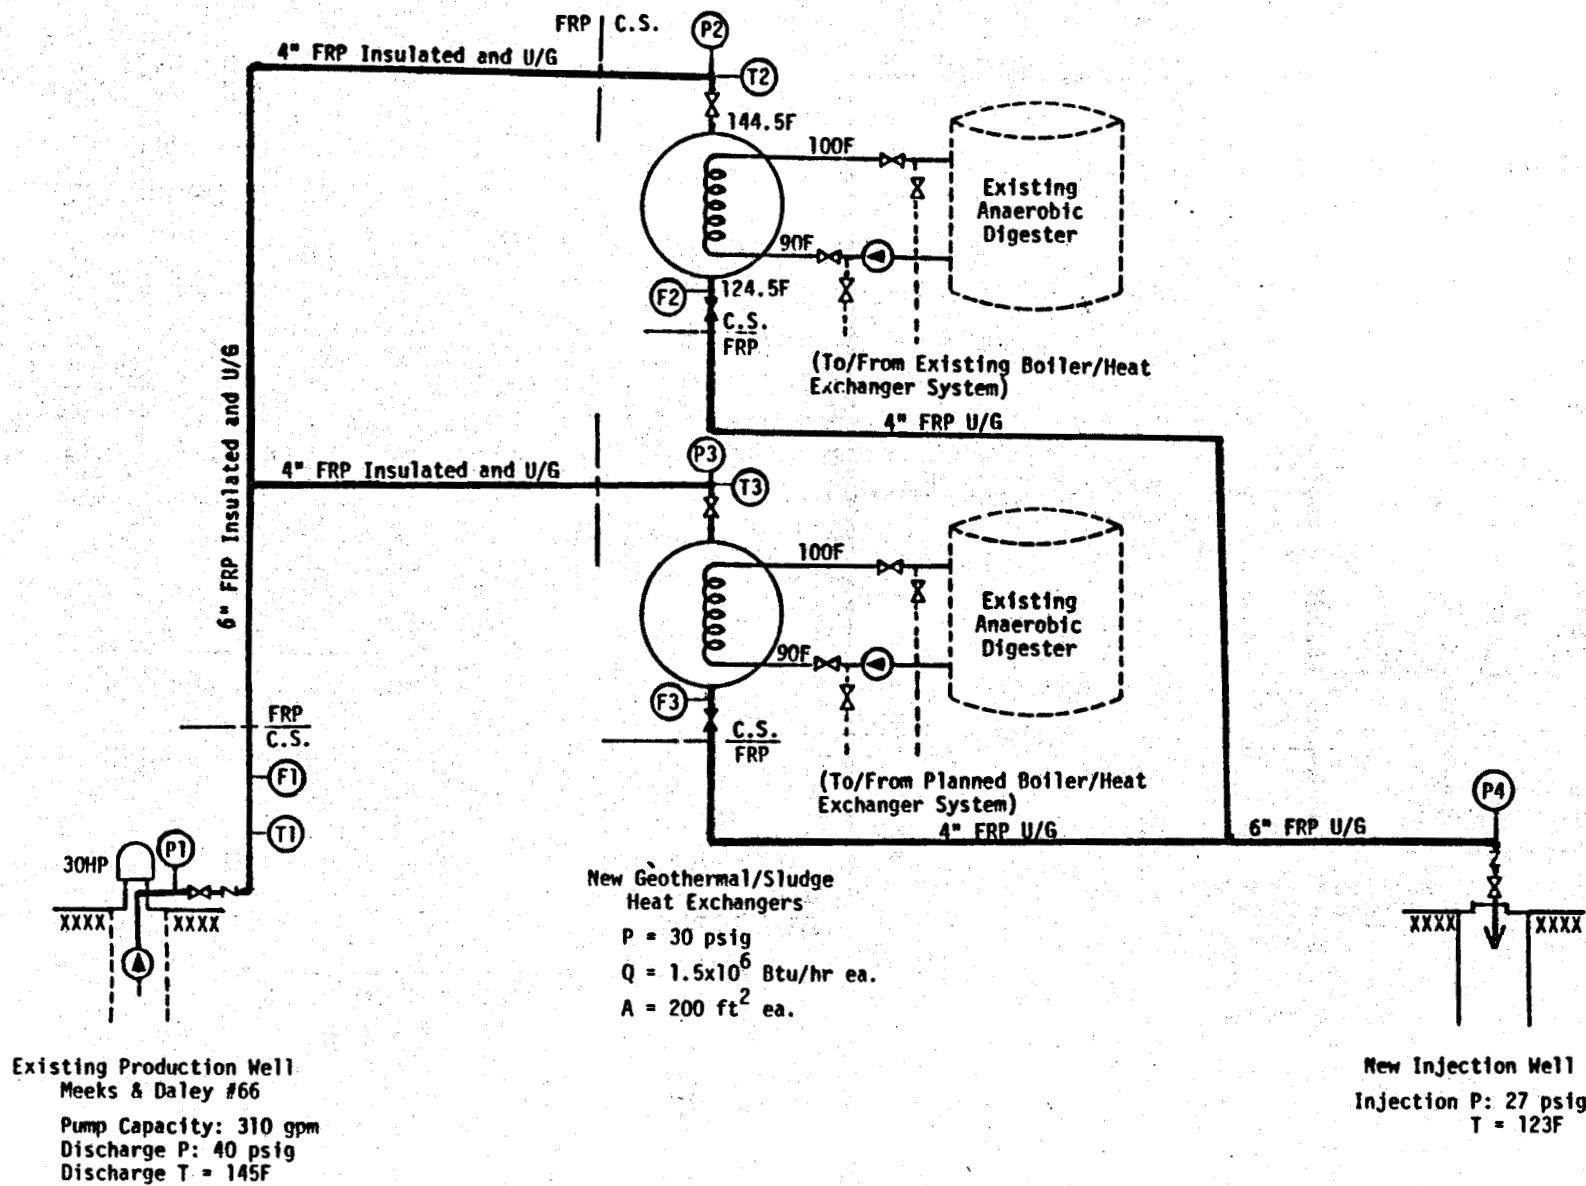 FRP C.S.
P2
4" FRP Insulated and U/G
T2
144.5F
100F
Existing
Anaerobic
Digester
90F
F2
124.5F
C.S.
FRP
(To/From Existing Boiler/Heat
Exchanger System)
6" FRP Insulated and U/G
4" FRP U/G
P3
4" FRP Insulated and U/G
T3
100F
Existing
Anaerobic
Digester
90F
F3
FRP
C.S.
C.S.
FRP
F1
(To/From Planned Boiler/Heat
Exchanger System)
P4
T1
4" FRP U/G
6" FRP U/G
P1
30HP
XXXX XXXX
XXXX XXXX
New Geothermal/Sludge
Heat Exchangers
P = 30 psig
Q = 1.5x10⁶ Btu/hr ea.
A = 200 ft² ea.
Existing Production Well
Meeks & Daley #66
Pump Capacity: 310 gpm
Discharge P: 40 psig
Discharge T = 145F
New Injection Well
Injection P: 27 psig
T = 123F